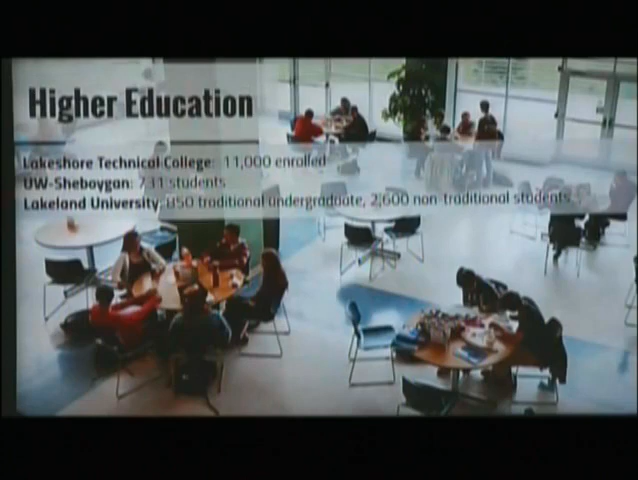 Higher Education
Lakeshore Technical College: 11,000 enrolled
UW-Sheboygan: 731 students
Lakeland University: 850 traditional undergraduate, 2,600 non-traditional students